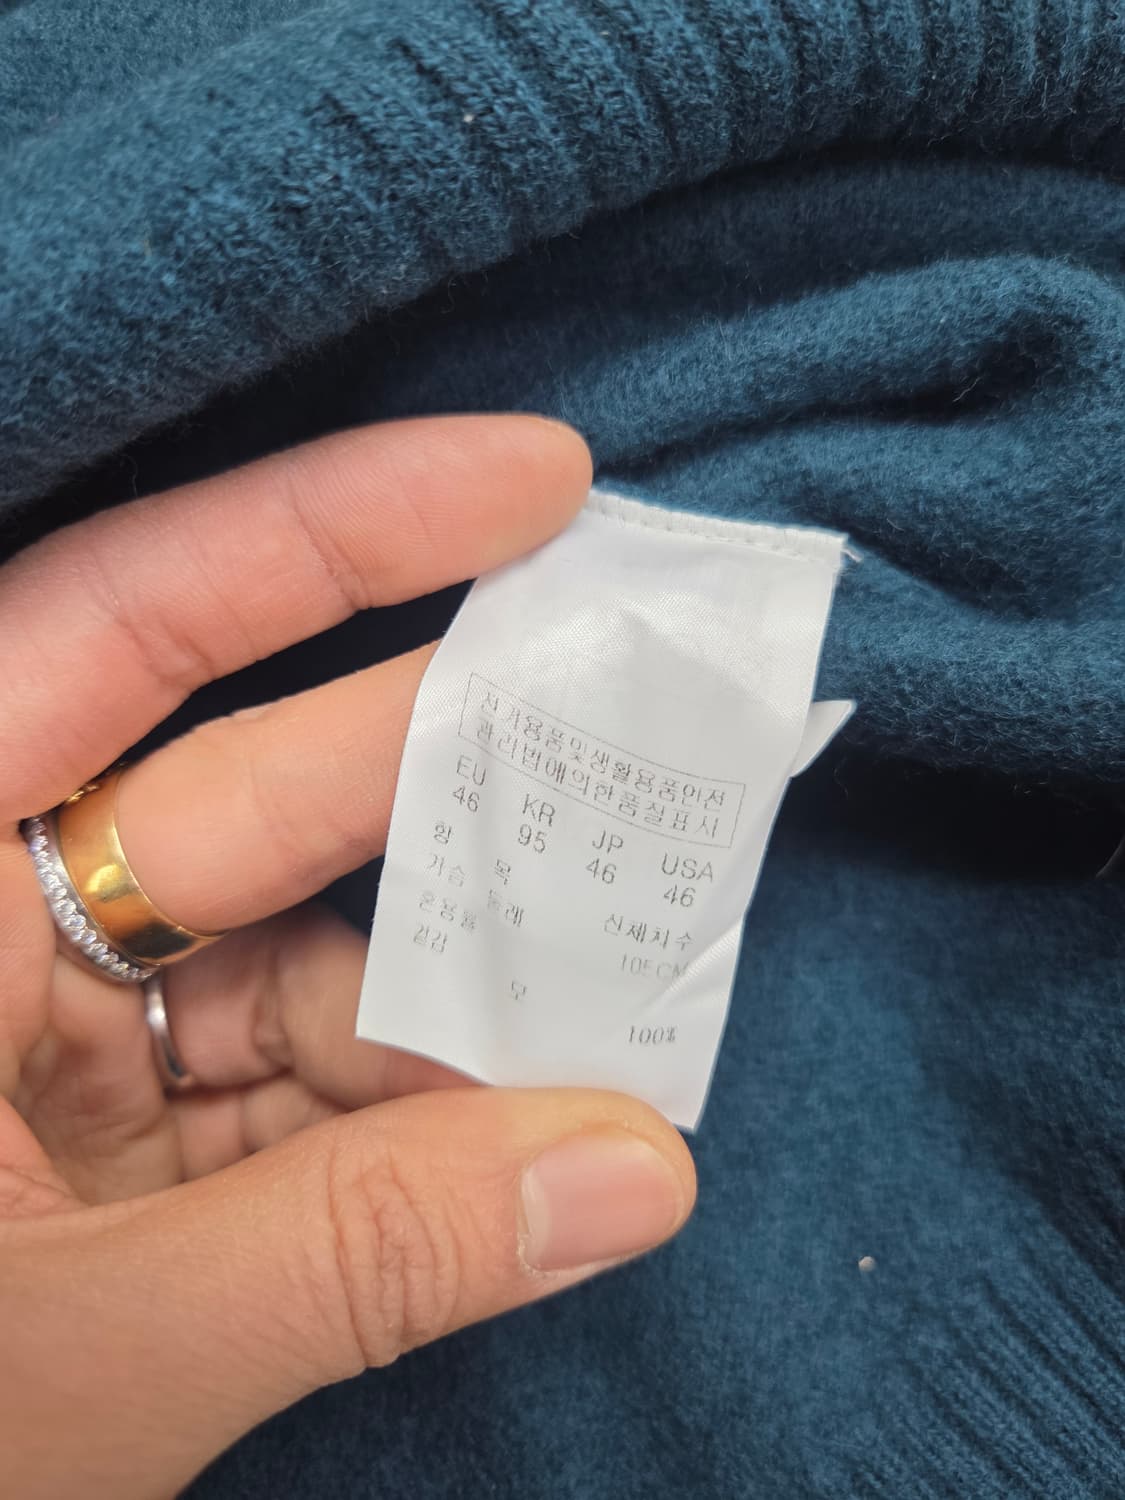 전기용품및생활용품안전
관리법에의한품질표시
EU KR JP USA
46 95 46 46
항 목 신체치수
가슴 둘레 105CM
혼용율
겉감
모 100%